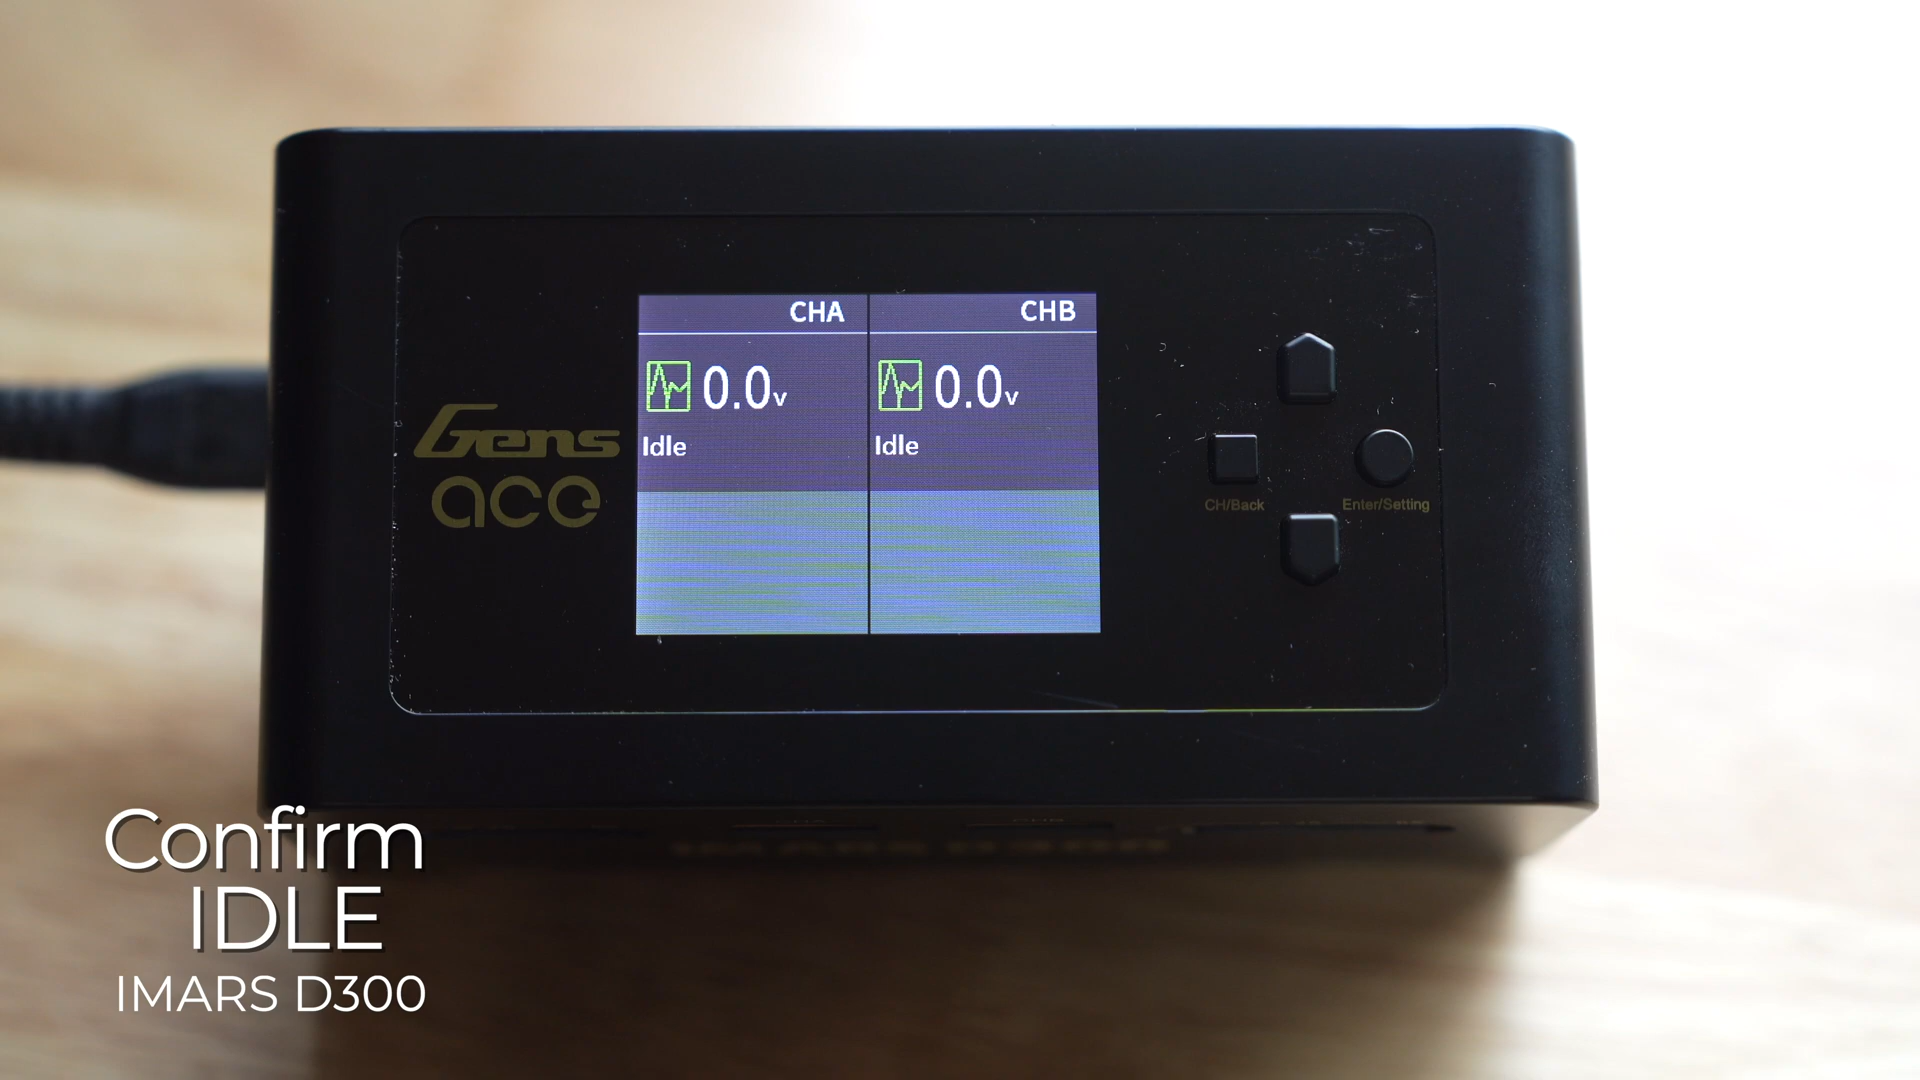 CHA
CHB
0.0v
0.0v
Idle
Idle
Gens
ace
CH/Back
Enter/Setting
Confirm
IDLE
IMARS D300